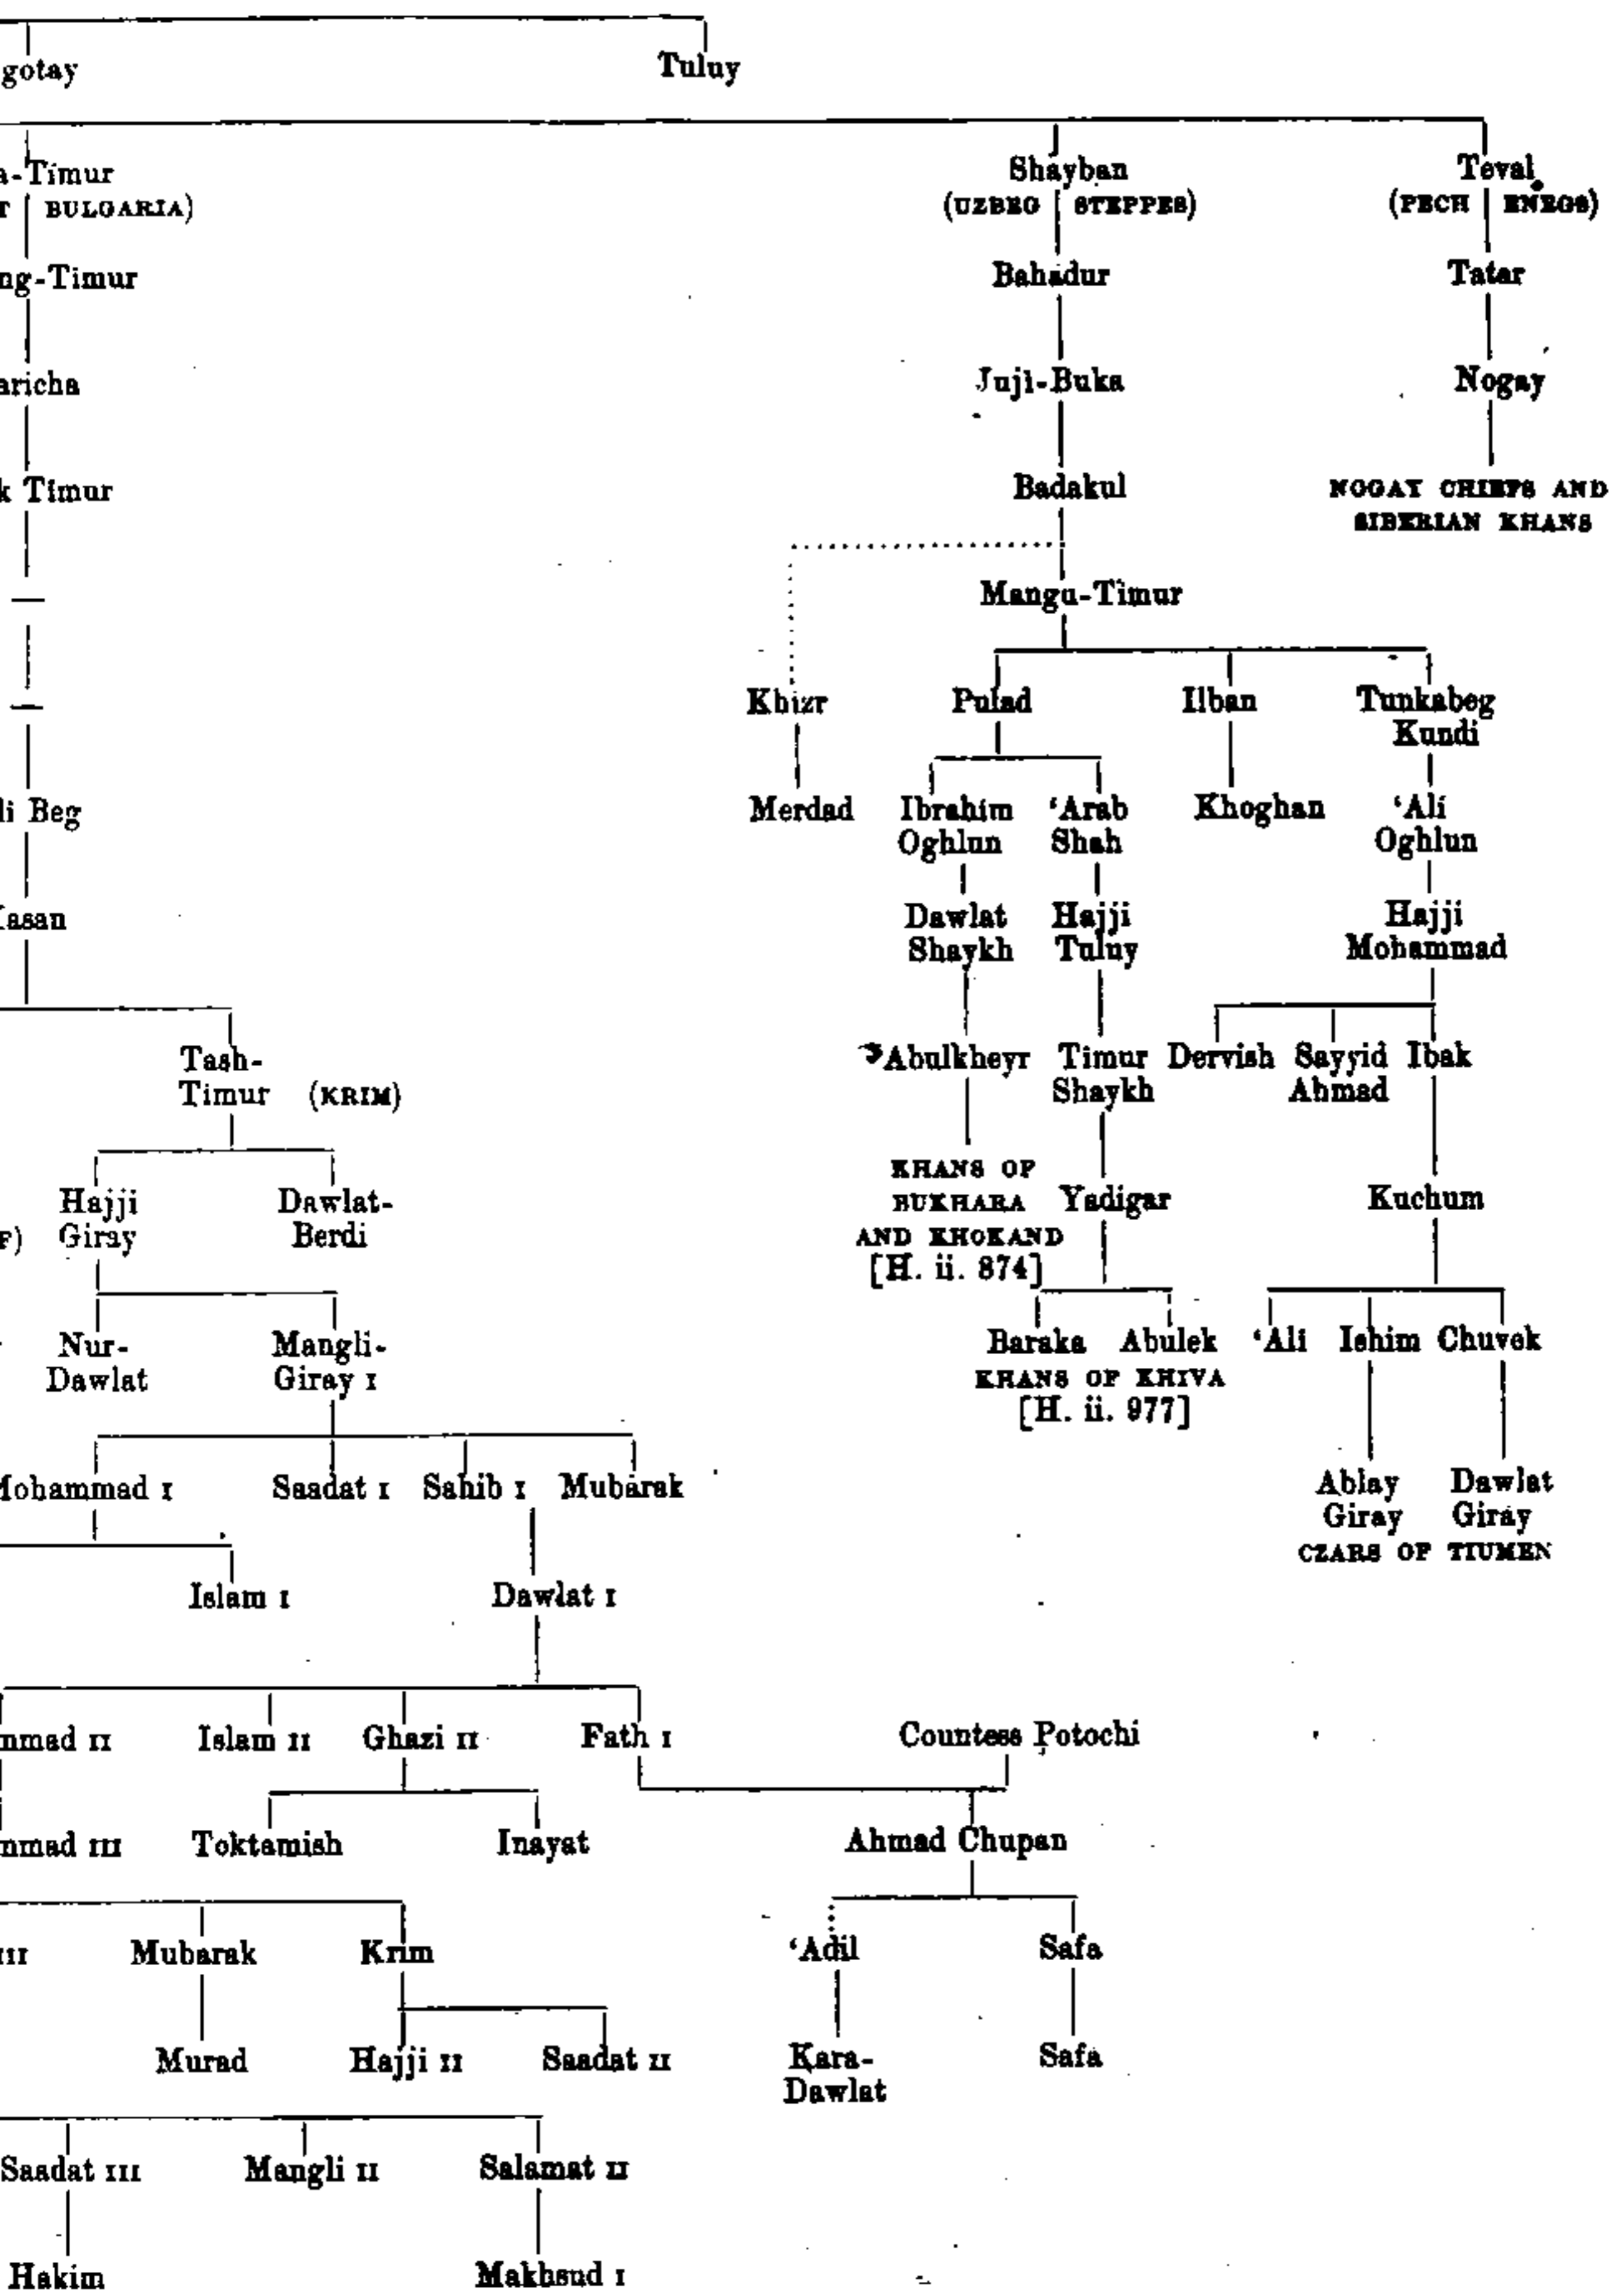 gotay Tuluy
a-Timur Shayban Teval
T BULGARIA) (UZBEG STEPPES) (PECHENEGS)
ng-Timur Bahadur Tatar
aricha Juji-Buka Nogay
k Timur Badakul NOGAY CHIEFS AND
SIBERIAN KHANS
Mangu-Timur
Khizr Pulad Ilban Tunkabeg
Kundi
li Beg Merdad Ibrahim 'Arab Khoghan 'Ali
Oghlun Shah Oghlun
asan Dawlat Hajji Hajji
Shaykh Tuluy Mohammad
Tash- Abulkheyr Timur Dervish Sayyid Ibak
Timur (KRIM) Shaykh Ahmad
KHANS OF
Hajji Dawlat- BUKHARA Yadigar Kuchum
F) Giray Berdi AND KHOKAND
[H. ii. 874]
Nur- Mangli- Baraka Abulek 'Ali Ishim Chuvek
Dawlat Giray I KHANS OF KHIVA
[H. ii. 977]
Mohammad I Saadat I Sahib I Mubarak Ablay Dawlat
Giray Giray
CZARS OF TIUMEN
Islam I Dawlat I
mmad II Islam II Ghazi II Fath I Countess Potochi
mmad III Toktamish Inayat Ahmad Chupan
III Mubarak Krim 'Adil Safa
Murad Hajji II Saadat II Kara- Safa
Dawlat
Saadat III Mangli II Salamat II
Hakim Makhsud I